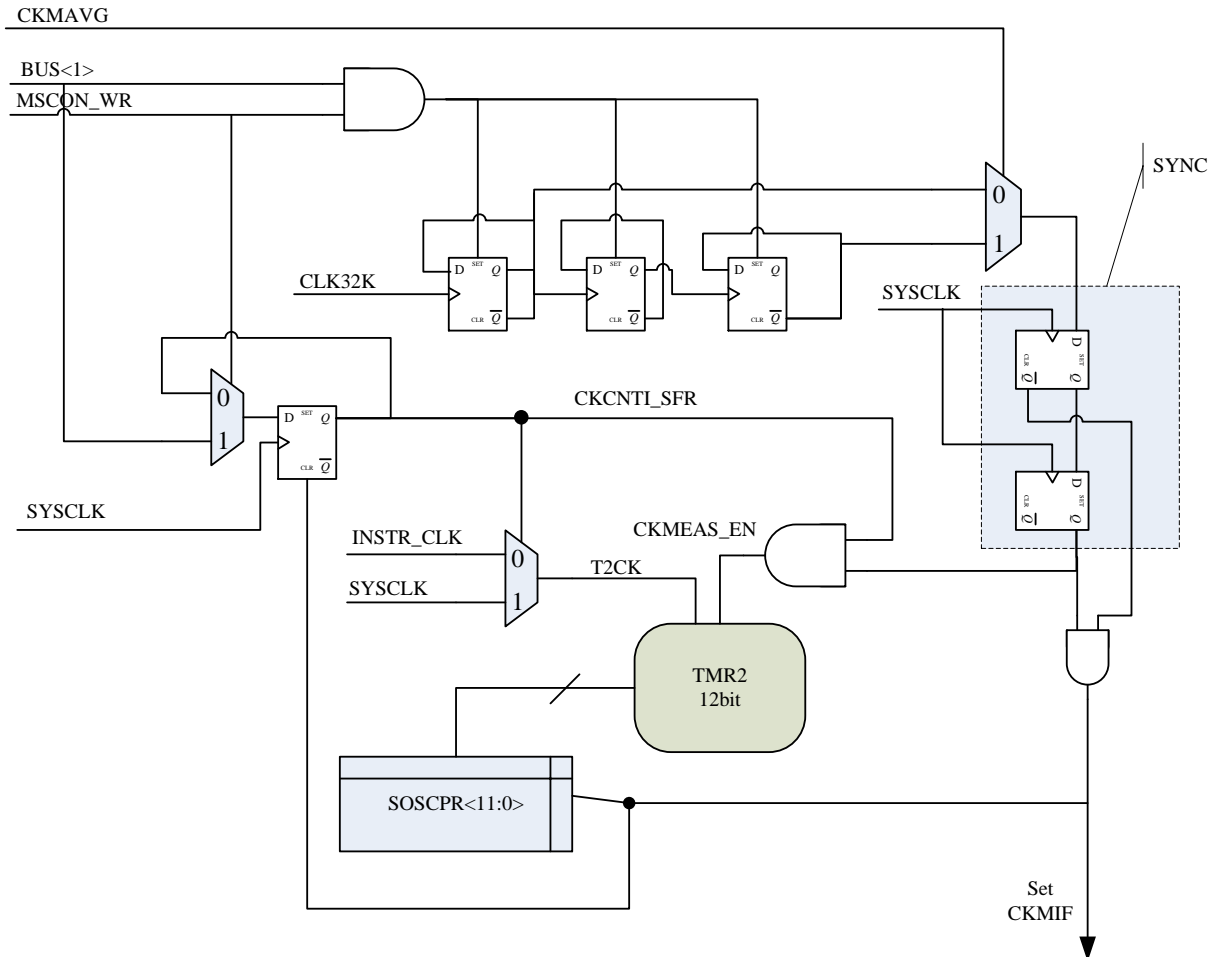 CKMAVG
BUS<1>
MSCON_WR
SYNC
0
1
D SET Q
CLR Q
D SET Q
CLR Q
D SET Q
CLR Q
CLK32K
SYSCLK
D SET Q
CLR Q
0
1
D SET Q
CLR Q
CKCNTI_SFR
D SET Q
CLR Q
SYSCLK
INSTR_CLK
SYSCLK
0
1
T2CK
CKMEAS_EN
TMR2
12bit
SOSCPR<11:0>
Set
CKMIF